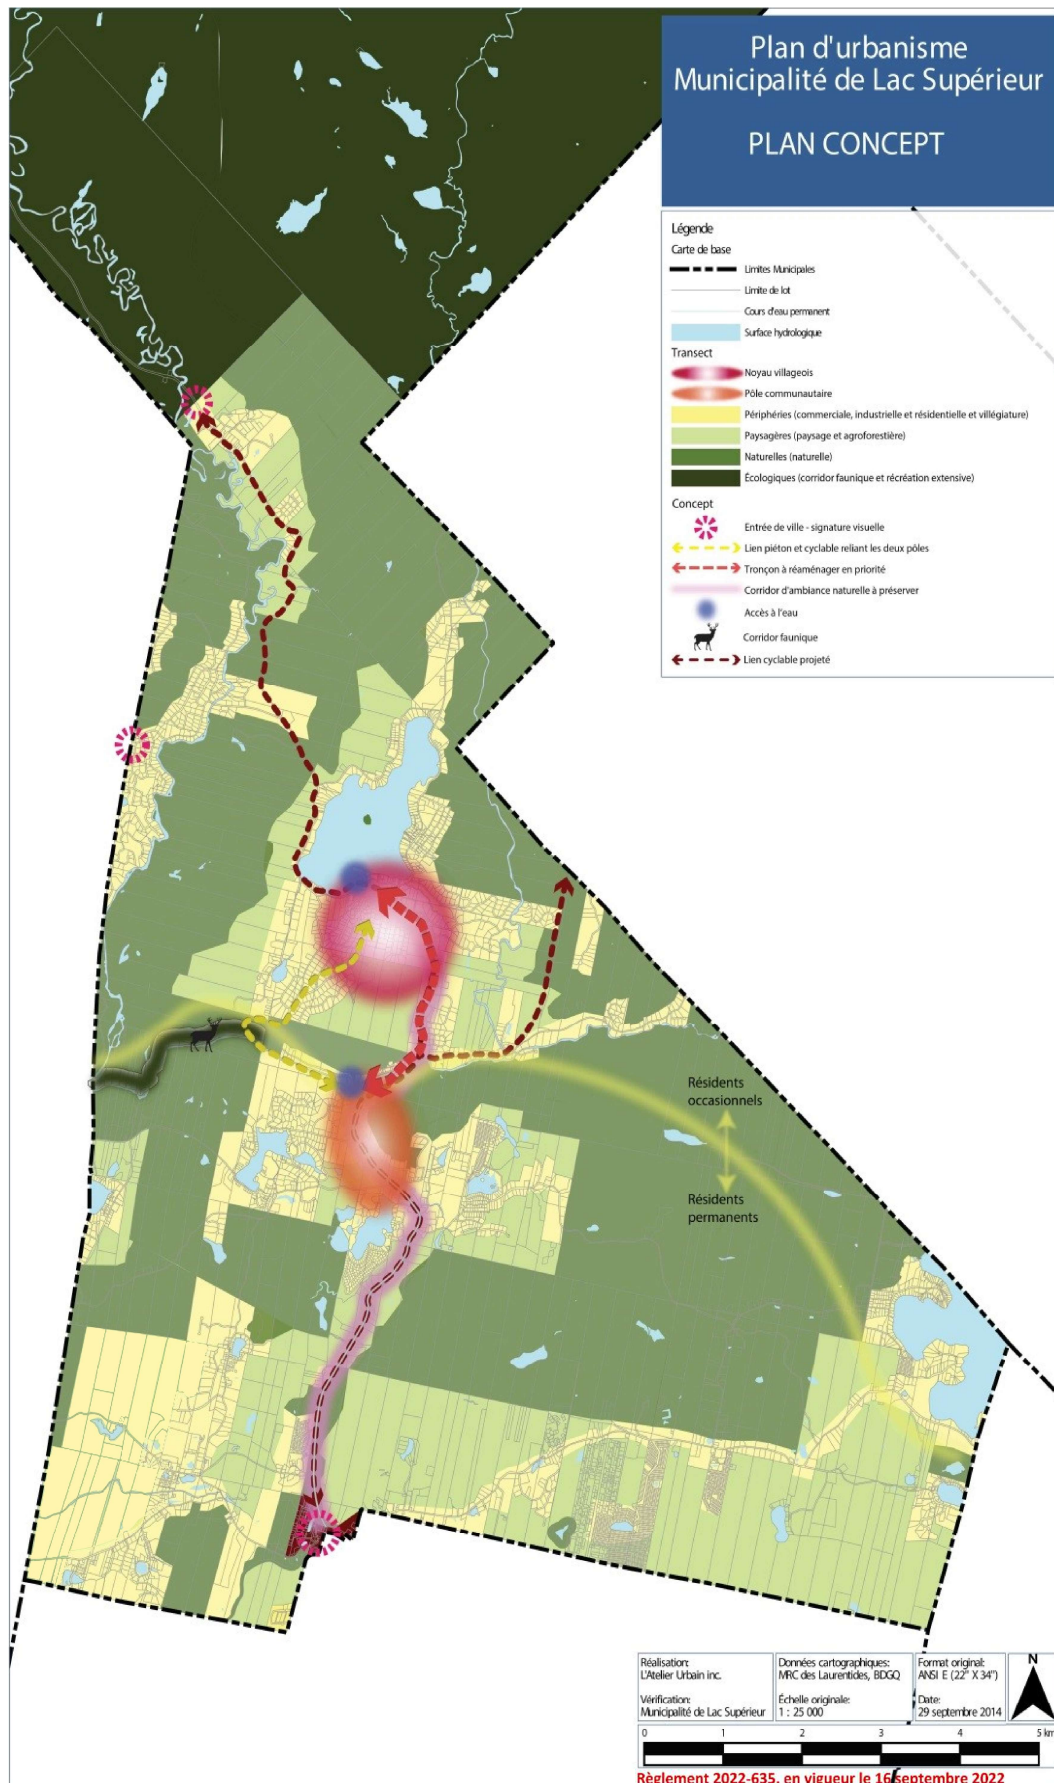 Plan d'urbanisme
Municipalité de Lac Supérieur
PLAN CONCEPT
Légende
Carte de base
Limites Municipales
Limite de lot
Cours d'eau permanent
Surface hydrologique
Transect
Noyau villageois
Pôle communautaire
Périphéries (commerciale, industrielle et résidentielle et villégiature)
Paysagères (paysage et agroforestière)
Naturelles (naturelle)
Écologiques (corridor faunique et récréation extensive)
Concept
Entrée de ville - signature visuelle
Lien piéton et cyclable reliant les deux pôles
Tronçon à réaménager en priorité
Corridor d'ambiance naturelle à préserver
Accès à l'eau
Corridor faunique
Lien cyclable projeté
Résidents
occasionnels
Résidents
permanents
Réalisation:
L'Atelier Urbain inc.
Vérification:
Municipalité de Lac Supérieur
Données cartographiques:
MRC des Laurentides, BDGQ
Échelle originale:
1 : 25 000
Format original:
ANSI E (22" X 34")
Date:
29 septembre 2014
N
0 1 2 3 4 5 km
Règlement 2022-635, en vigueur le 16 septembre 2022